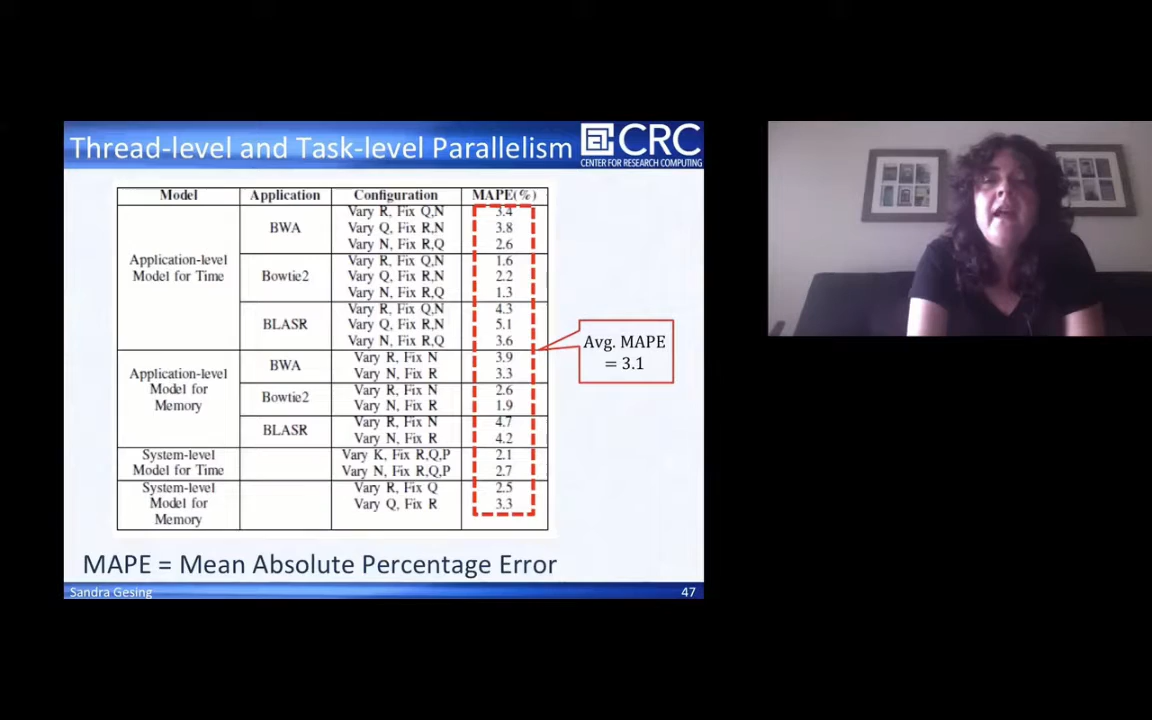 Thread-level and Task-level Parallelism
CRC
CENTER FOR RESEARCH COMPUTING
Model Application Configuration MAPE(%)
Application-level Model for Time
BWA
Vary R, Fix Q,N 3.4
Vary Q, Fix R,N 3.8
Vary N, Fix R,Q 2.6
Bowtie2
Vary R, Fix Q,N 1.6
Vary Q, Fix R,N 2.2
Vary N, Fix R,Q 1.3
BLASR
Vary R, Fix Q,N 4.3
Vary Q, Fix R,N 5.1
Vary N, Fix R,Q 3.6
Application-level Model for Memory
BWA
Vary R, Fix N 3.9
Vary N, Fix R 3.3
Bowtie2
Vary R, Fix N 2.6
Vary N, Fix R 1.9
BLASR
Vary R, Fix N 4.7
Vary N, Fix R 4.2
System-level Model for Time
Vary K, Fix R,Q,P 2.1
Vary N, Fix R,Q,P 2.7
System-level Model for Memory
Vary R, Fix Q 2.5
Vary Q, Fix R 3.3
Avg. MAPE
= 3.1
MAPE = Mean Absolute Percentage Error
Sandra Gesing
47